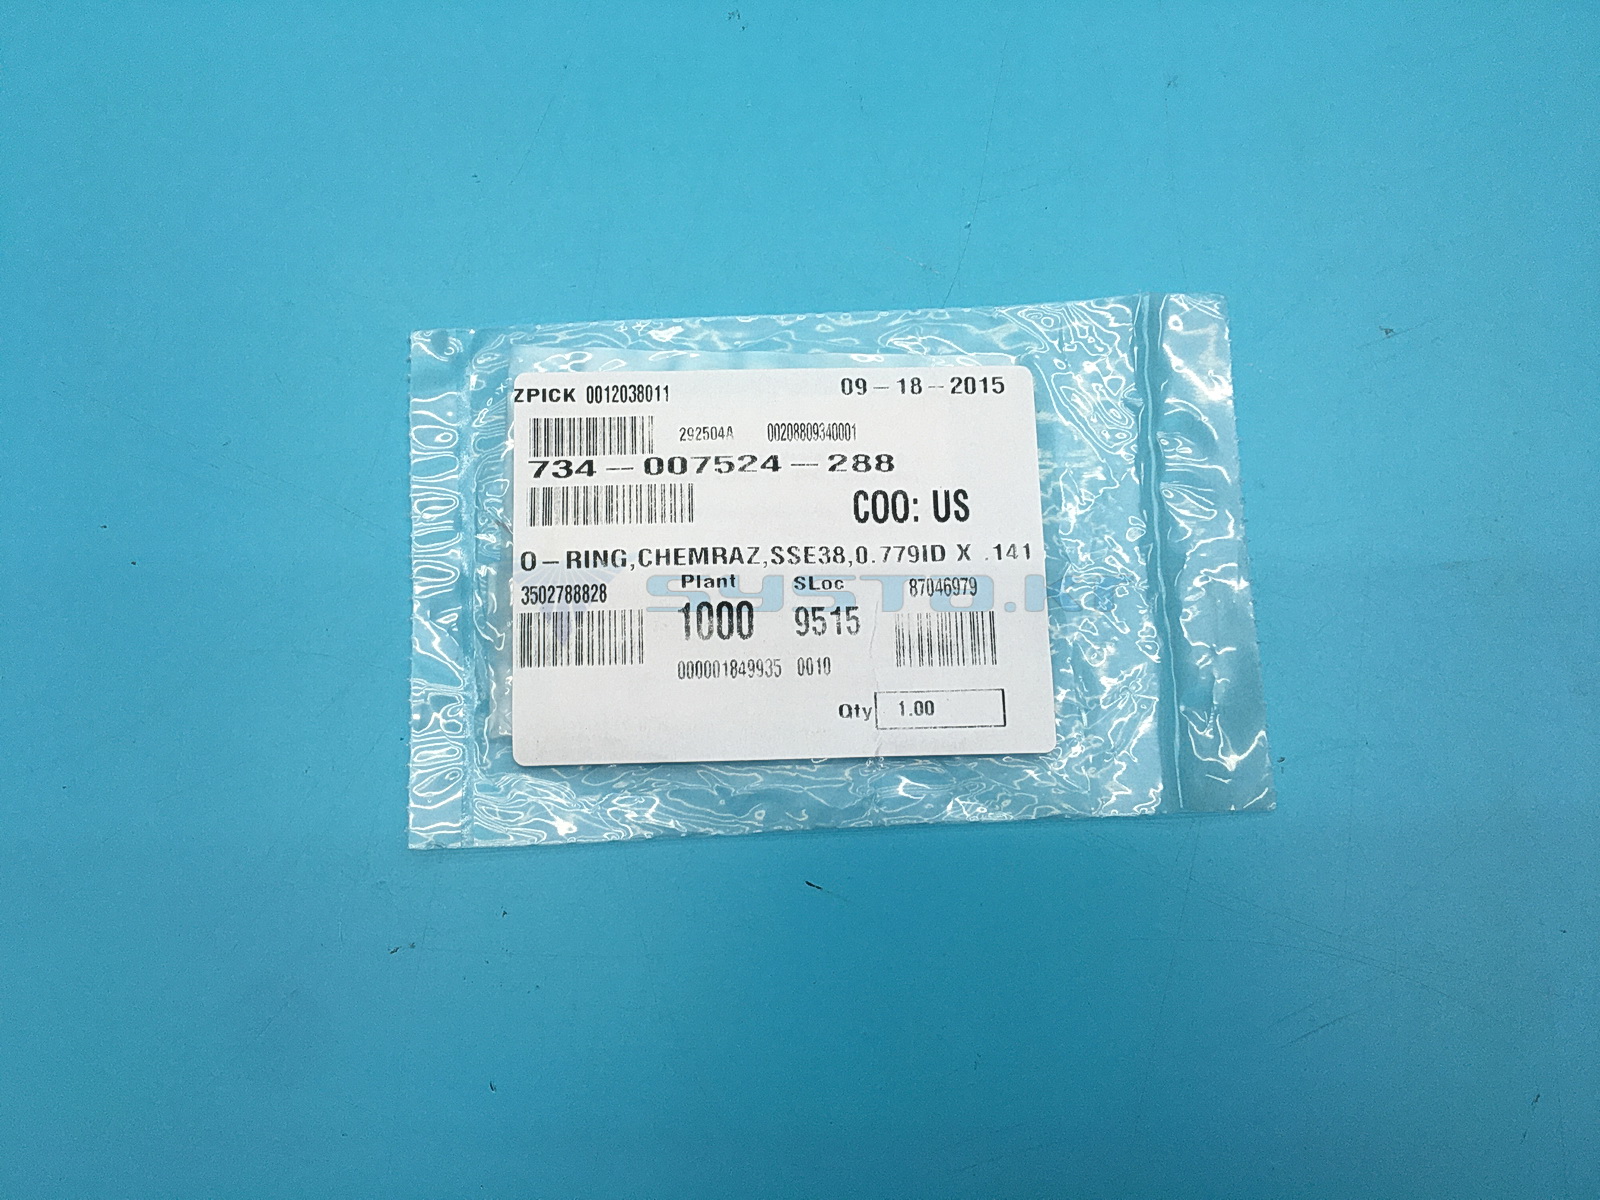 ZPICK 0012038011 09-18-2015
292504A 00208809340001
734-007524-288
COO: US
O-RING,CHEMRAZ,SSE38,0.779ID X .141
Plant SLoc
3502788828 87046979
1000 9515
000001849935 0010
Qty 1.00